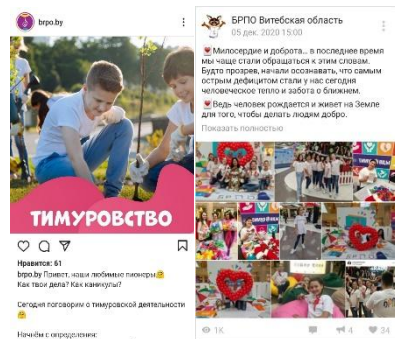 brpo.by
ТИМУРОВСТВО
Нравится: 61
brpo.by Привет, наши любимые пионеры🤗
Как твои дела? Как каникулы?
Сегодня поговорим о тимуровской деятельности
🤗
Начнём с определения:
БРПО Витебская область
05 дек. 2020 15:00
💌Милосердие и доброта... в последнее время
мы чаще стали обращаться к этим словам.
Будто прозрев, начали осознавать, что самым
острым дефицитом стали у нас сегодня
человеческое тепло и забота о ближнем.
💌Ведь человек рождается и живет на Земле
для того, чтобы делать людям добро.
Показать полностью
1K
4
34